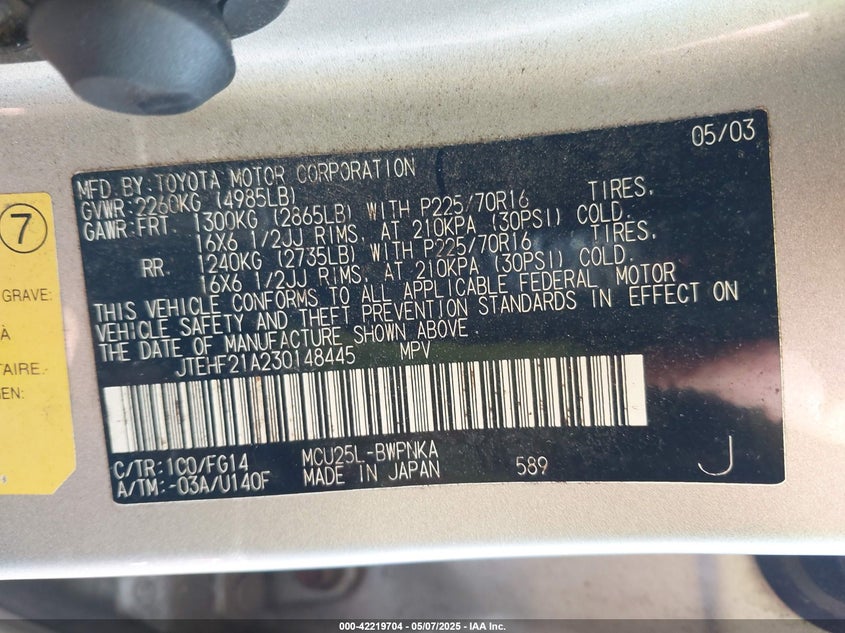 05/03
MFD. BY: TOYOTA MOTOR CORPORATION
GVWR: 2260KG (4985LB)
GAWR: FRT. 1300KG (2865LB) WITH P225/70R16 TIRES,
16X6 1/2JJ RIMS, AT 210KPA (30PSI) COLD.
RR. 1240KG (2735LB) WITH P225/70R16 TIRES,
16X6 1/2JJ RIMS, AT 210KPA (30PSI) COLD.
THIS VEHICLE CONFORMS TO ALL APPLICABLE FEDERAL MOTOR
VEHICLE SAFETY AND THEFT PREVENTION STANDARDS IN EFFECT ON
THE DATE OF MANUFACTURE SHOWN ABOVE.
JTEHF21A230148445 MPV
C/TR: 1C0/FG14 MCU25L-BWPNKA
A/TM: -03A/U140F MADE IN JAPAN 589 J
7
GRAVE:
À
TAIRE.-
EN:
000-42219704 — 05/07/2025 — IAA Inc.